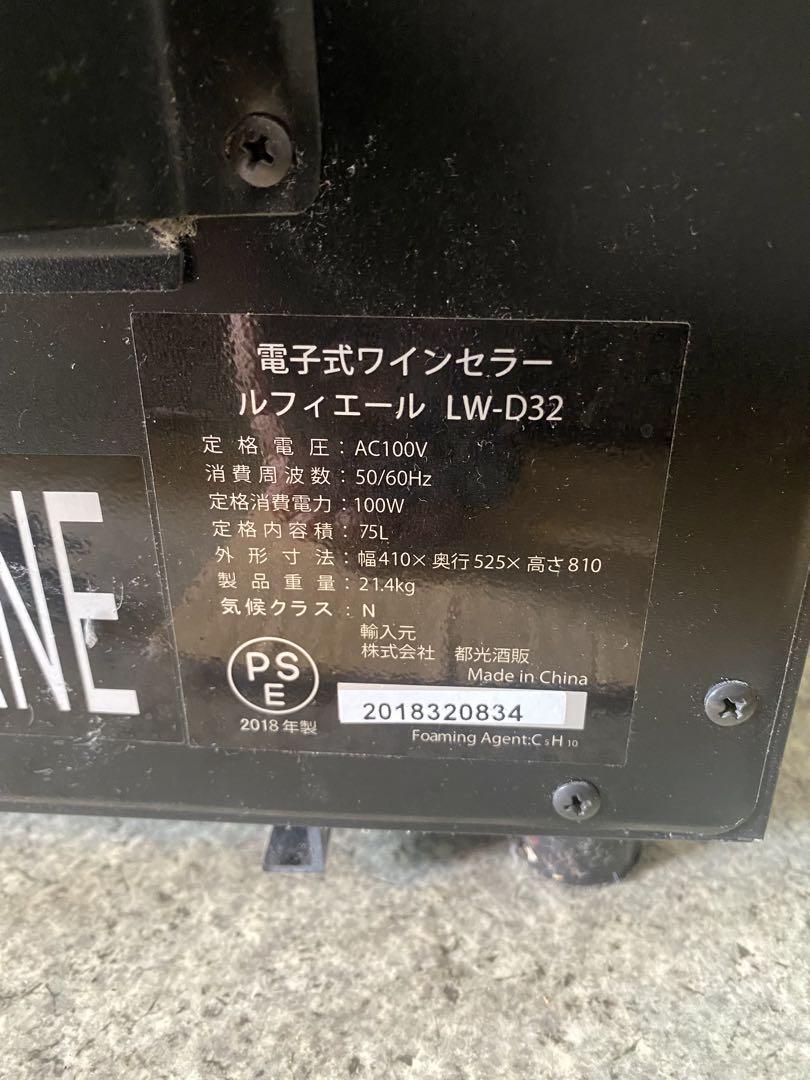 電子式ワインセラー
ルフィエール LW-D32
定格電圧：AC100V
消費周波数：50/60Hz
定格消費電力：100W
定格内容積：75L
外形寸法：幅410×奥行525×高さ810
製品重量：21.4kg
気候クラス：N
輸入元
株式会社 都光酒販
Made in China
PS
E
2018年製
2018320834
Foaming Agent:C₅H₁₀